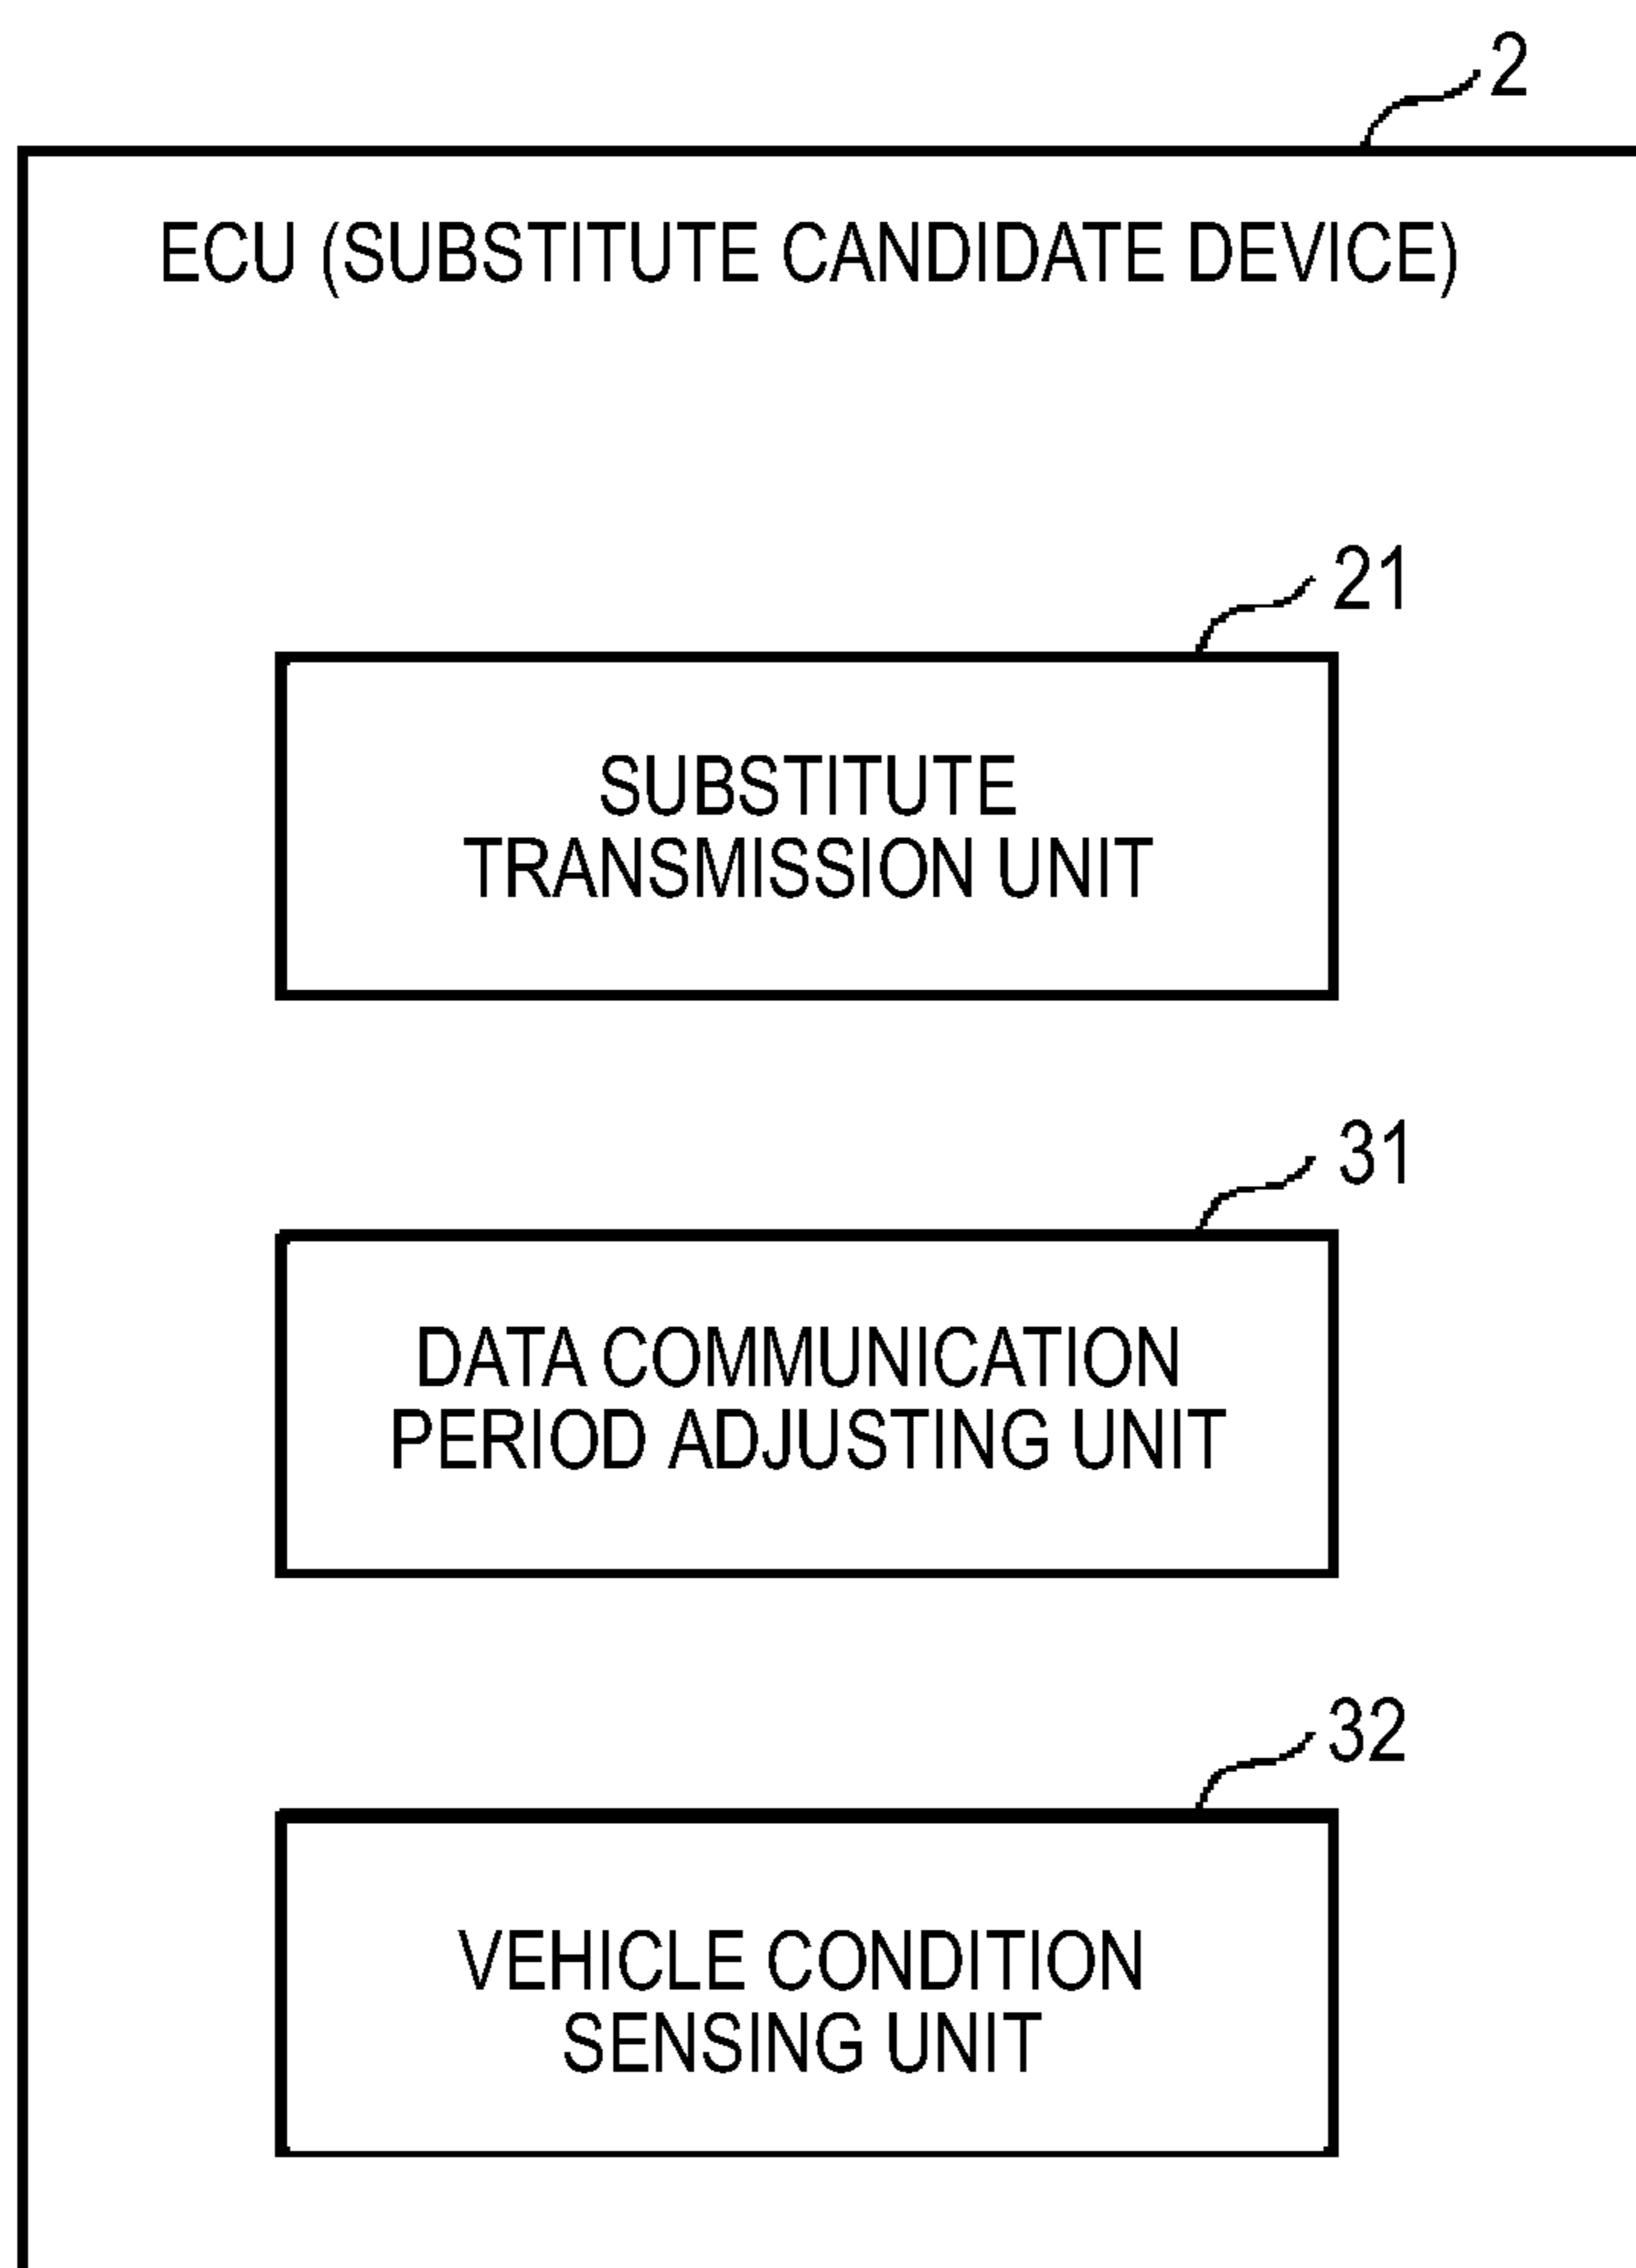 2
ECU (SUBSTITUTE CANDIDATE DEVICE)
21
SUBSTITUTE
TRANSMISSION UNIT
31
DATA COMMUNICATION
PERIOD ADJUSTING UNIT
32
VEHICLE CONDITION
SENSING UNIT